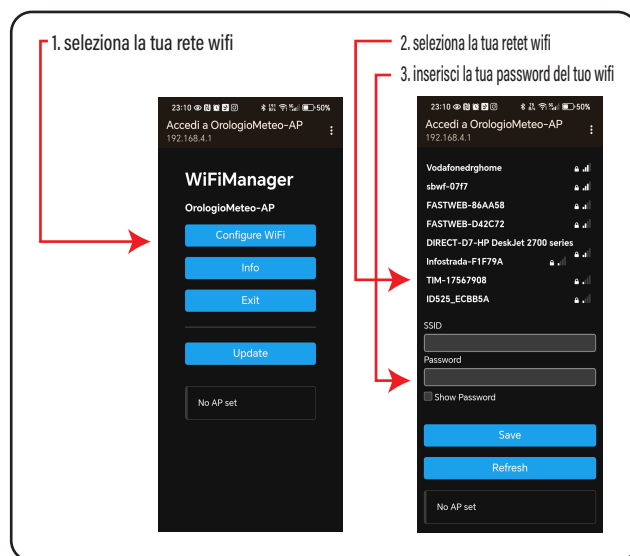 1. seleziona la tua rete wifi
2. seleziona la tua retet wifi
3. inserisci la tua password del tuo wifi
23:10 50%
Accedi a OrologioMeteo-AP
192.168.4.1
WiFiManager
OrologioMeteo-AP
Configure WiFi
Info
Exit
Update
No AP set
23:10 50%
Accedi a OrologioMeteo-AP
192.168.4.1
Vodafonedrghome
sbwf-07f7
FASTWEB-86AA58
FASTWEB-D42C72
DIRECT-D7-HP DeskJet 2700 series
Infostrada-F1F79A
TIM-17567908
ID525_ECBB5A
SSID
Password
Show Password
Save
Refresh
No AP set